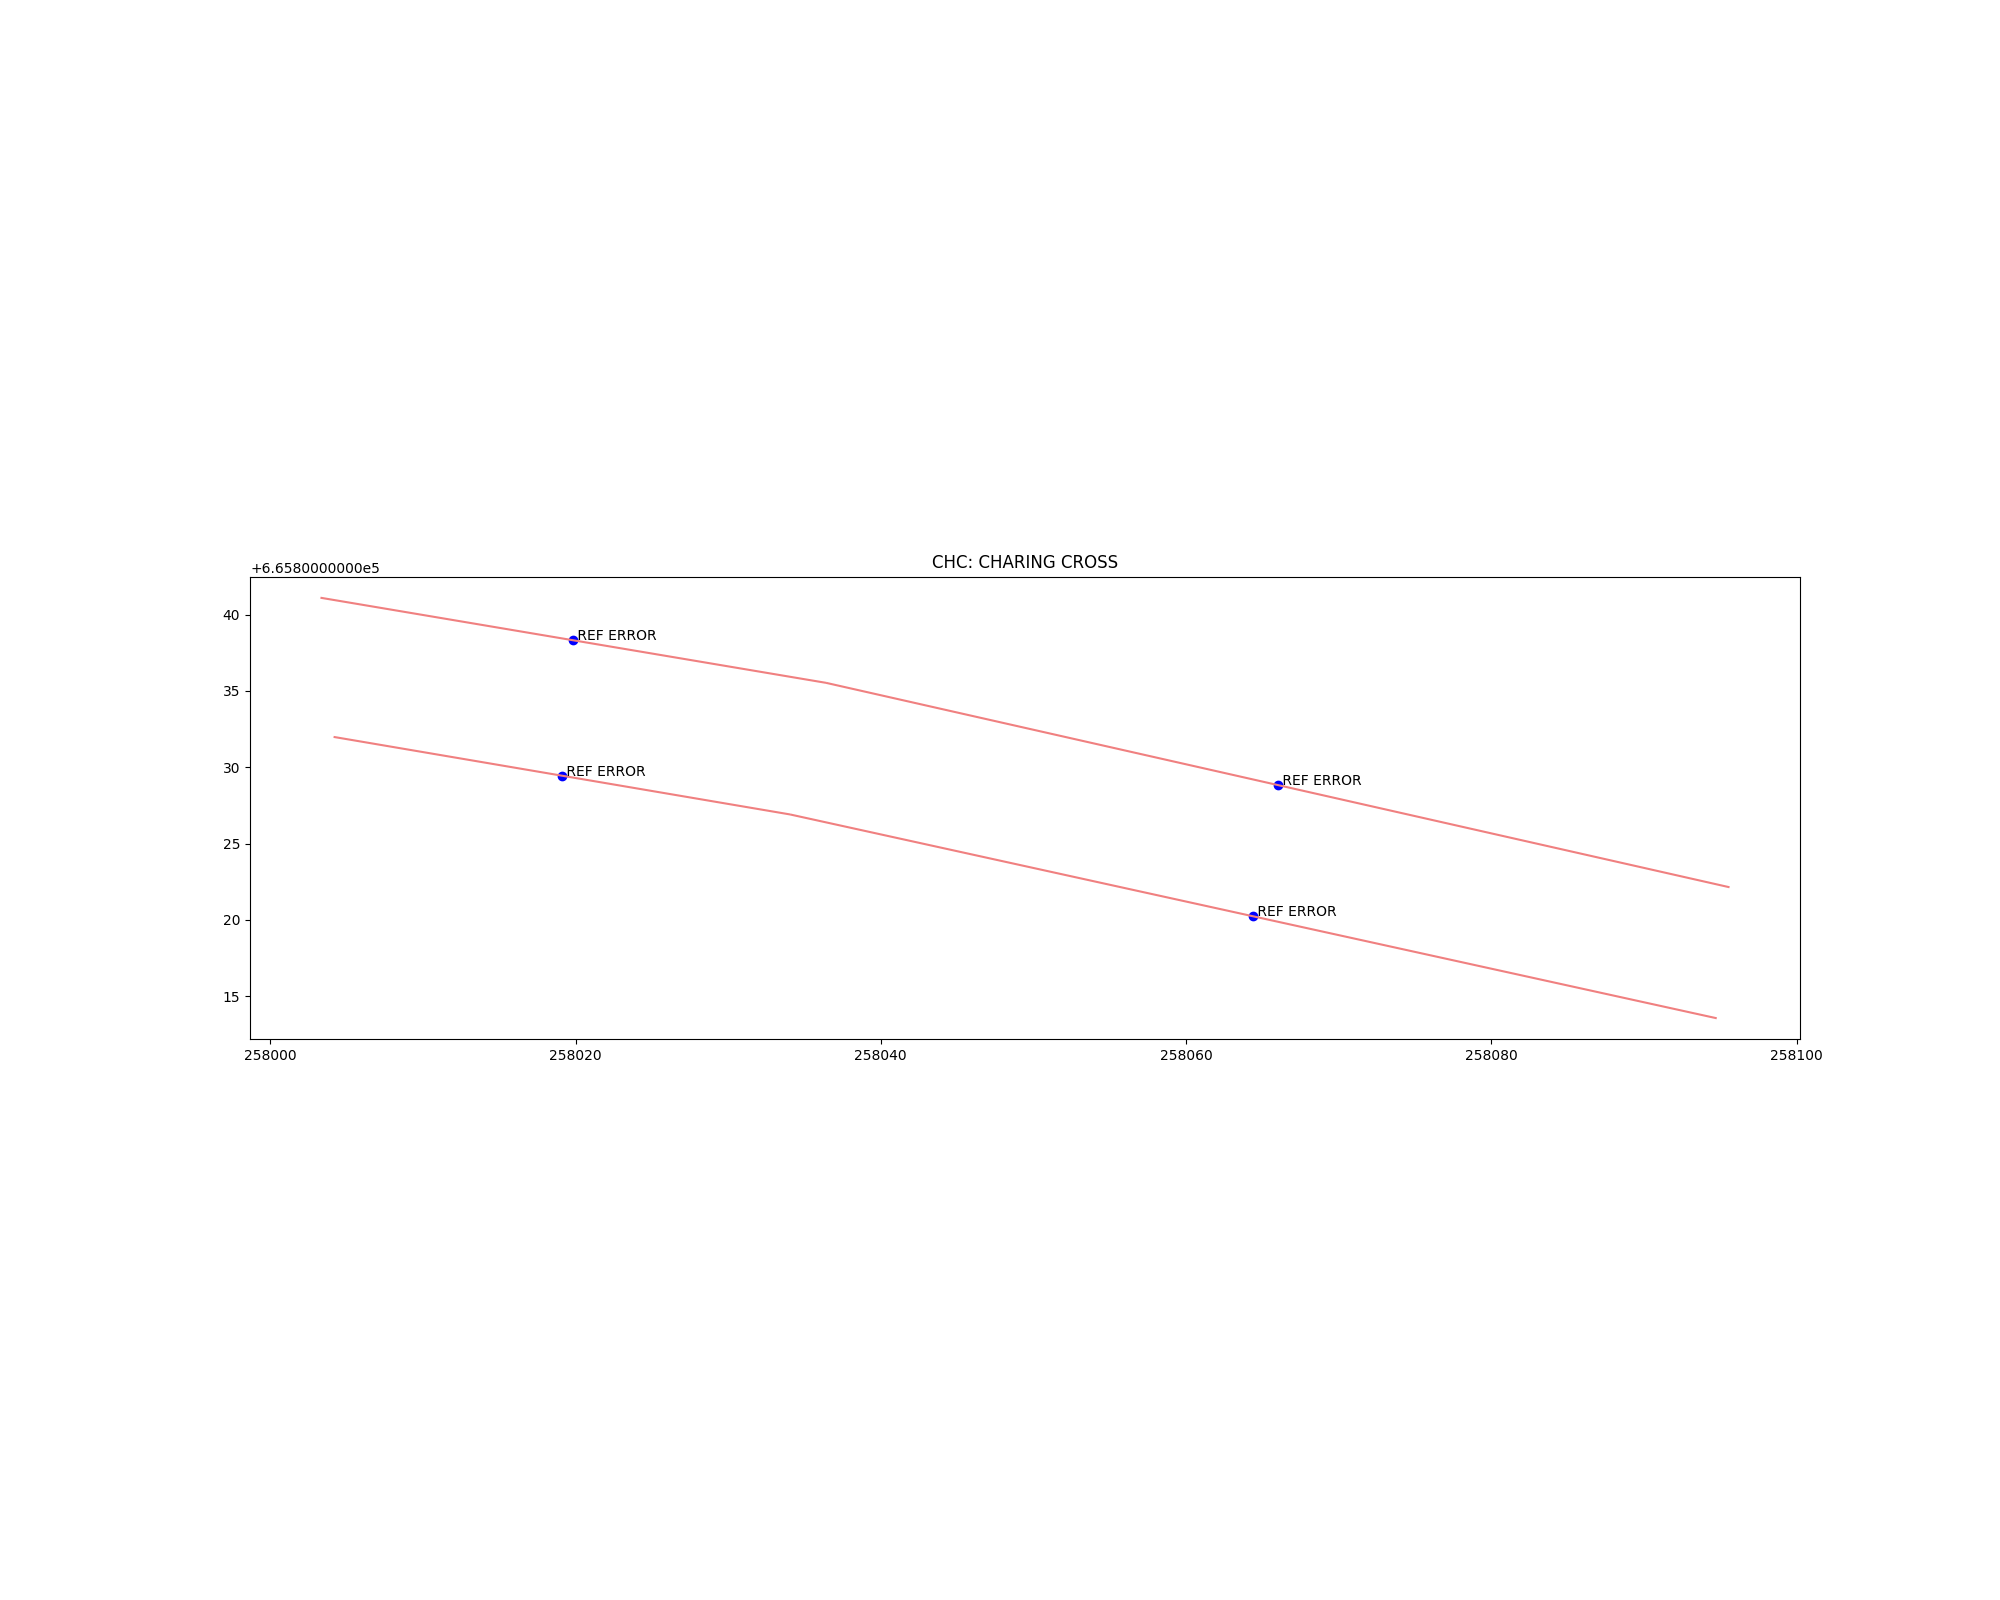 CHC: CHARING CROSS
+6.6580000000e5
40
REF ERROR
35
30
REF ERROR
REF ERROR
25
20
REF ERROR
15
258000 258020 258040 258060 258080 258100